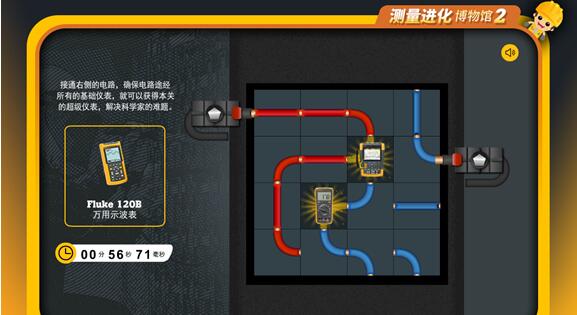 测量进化博物馆2
接通右侧的电路，确保电路途经
所有的基础仪表，就可以获得本关
的超级仪表，解决科学家的难题。
Fluke 120B
万用示波表
00分56秒71毫秒